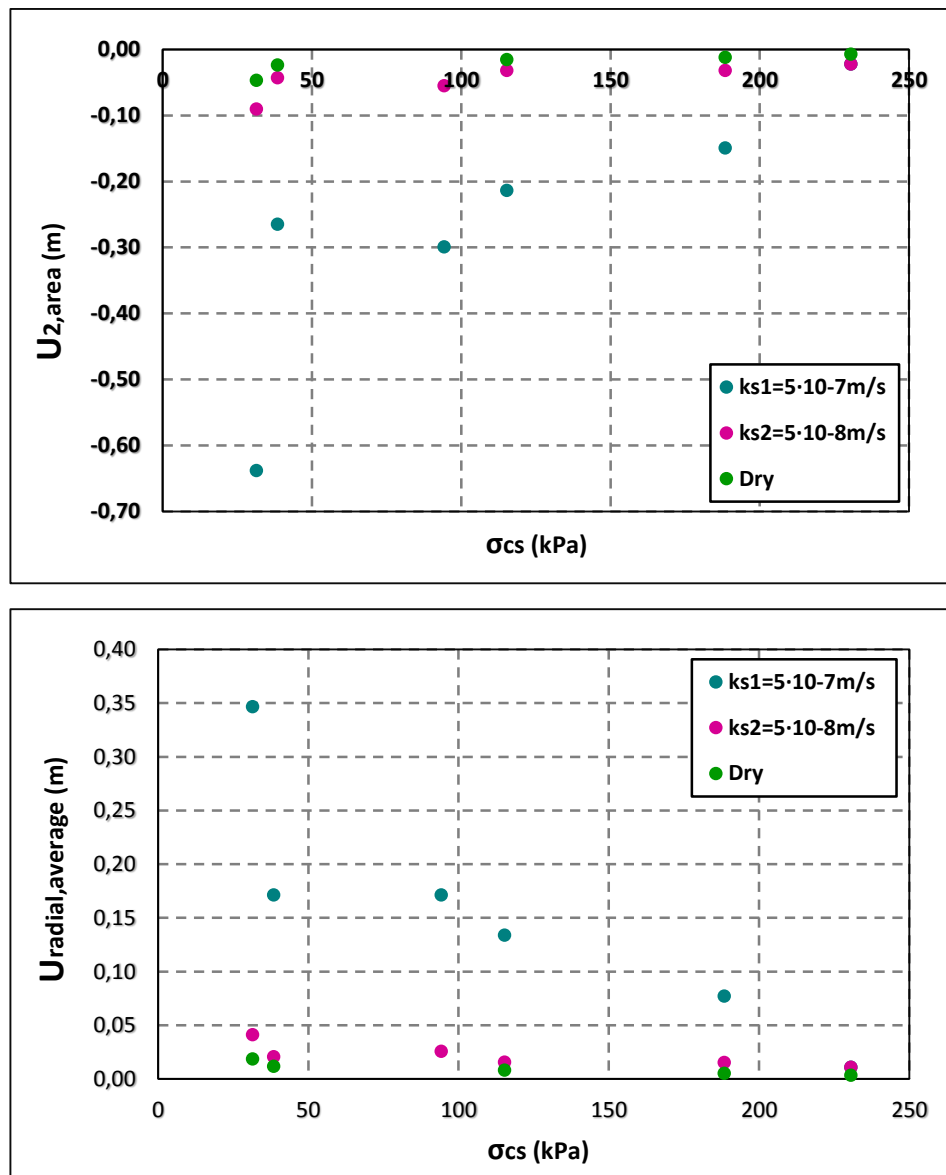 0,00
0 50 100 150 200 250
-0,10
-0,20
-0,30
-0,40
-0,50
-0,60
-0,70
U2,area (m)
σcs (kPa)
ks1=5·10-7m/s
ks2=5·10-8m/s
Dry
0,40
0,35
0,30
0,25
0,20
0,15
0,10
0,05
0,00
0 50 100 150 200 250
Uradial,average (m)
σcs (kPa)
ks1=5·10-7m/s
ks2=5·10-8m/s
Dry